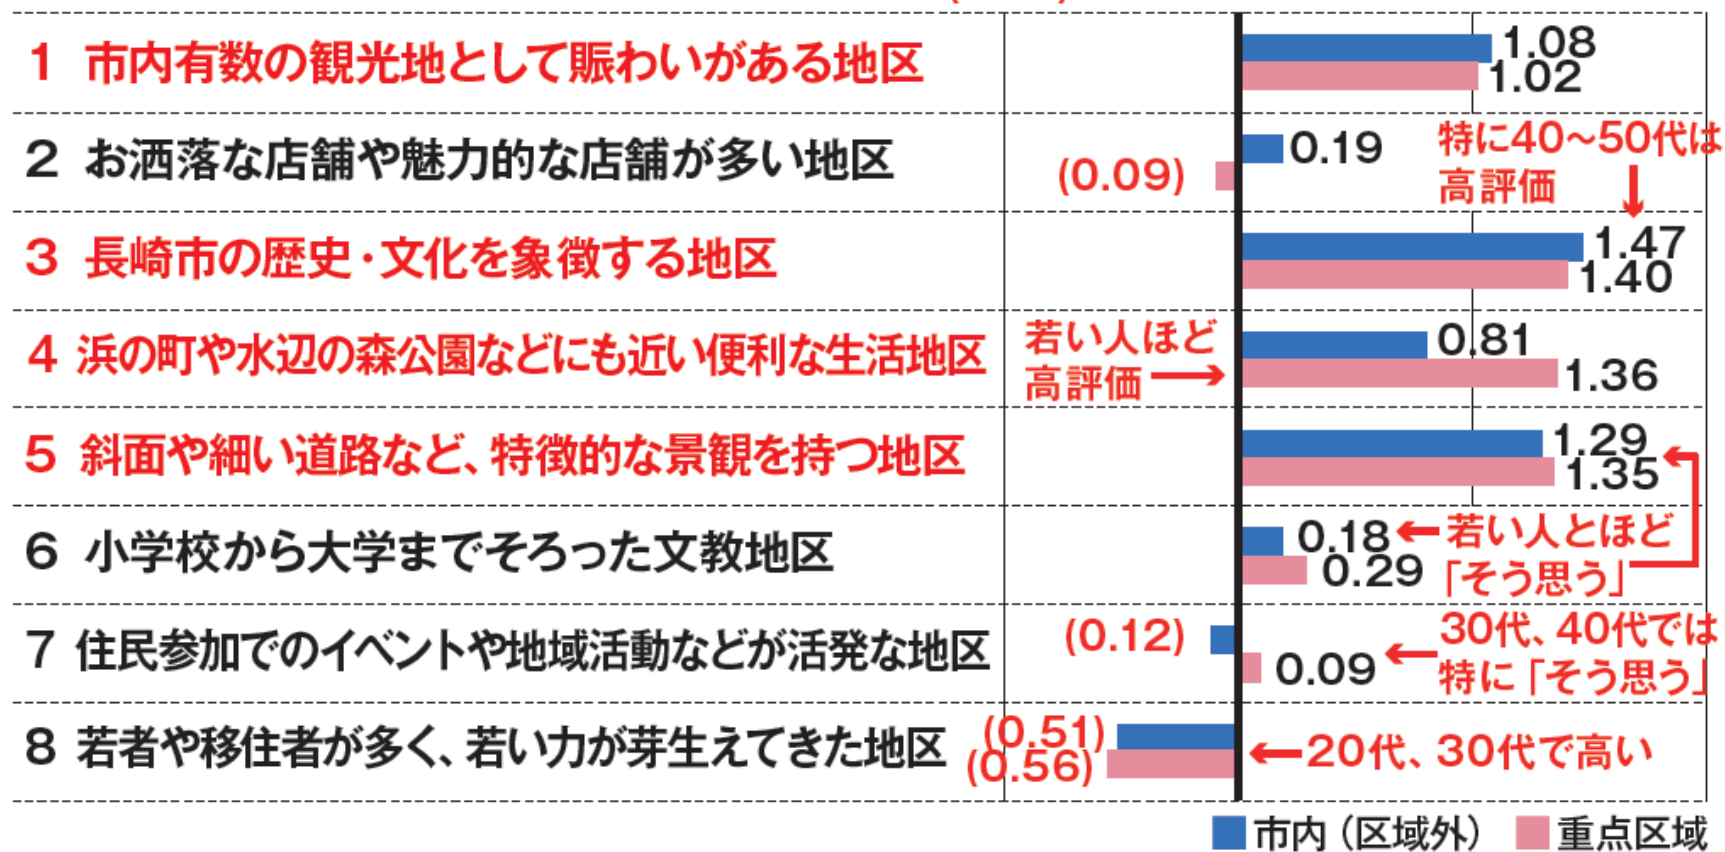 1 市内有数の観光地として賑わいがある地区
1.08
1.02
2 お洒落な店舗や魅力的な店舗が多い地区
(0.09)
0.19
特に40〜50代は
高評価
3 長崎市の歴史・文化を象徴する地区
1.47
1.40
4 浜の町や水辺の森公園などにも近い便利な生活地区
若い人ほど
高評価
0.81
1.36
5 斜面や細い道路など、特徴的な景観を持つ地区
1.29
1.35
6 小学校から大学までそろった文教地区
0.18
0.29
若い人とほど
「そう思う」
7 住民参加でのイベントや地域活動などが活発な地区
(0.12)
0.09
30代、40代では
特に「そう思う」
8 若者や移住者が多く、若い力が芽生えてきた地区
(0.51)
(0.56)
20代、30代で高い
市内（区域外） 重点区域